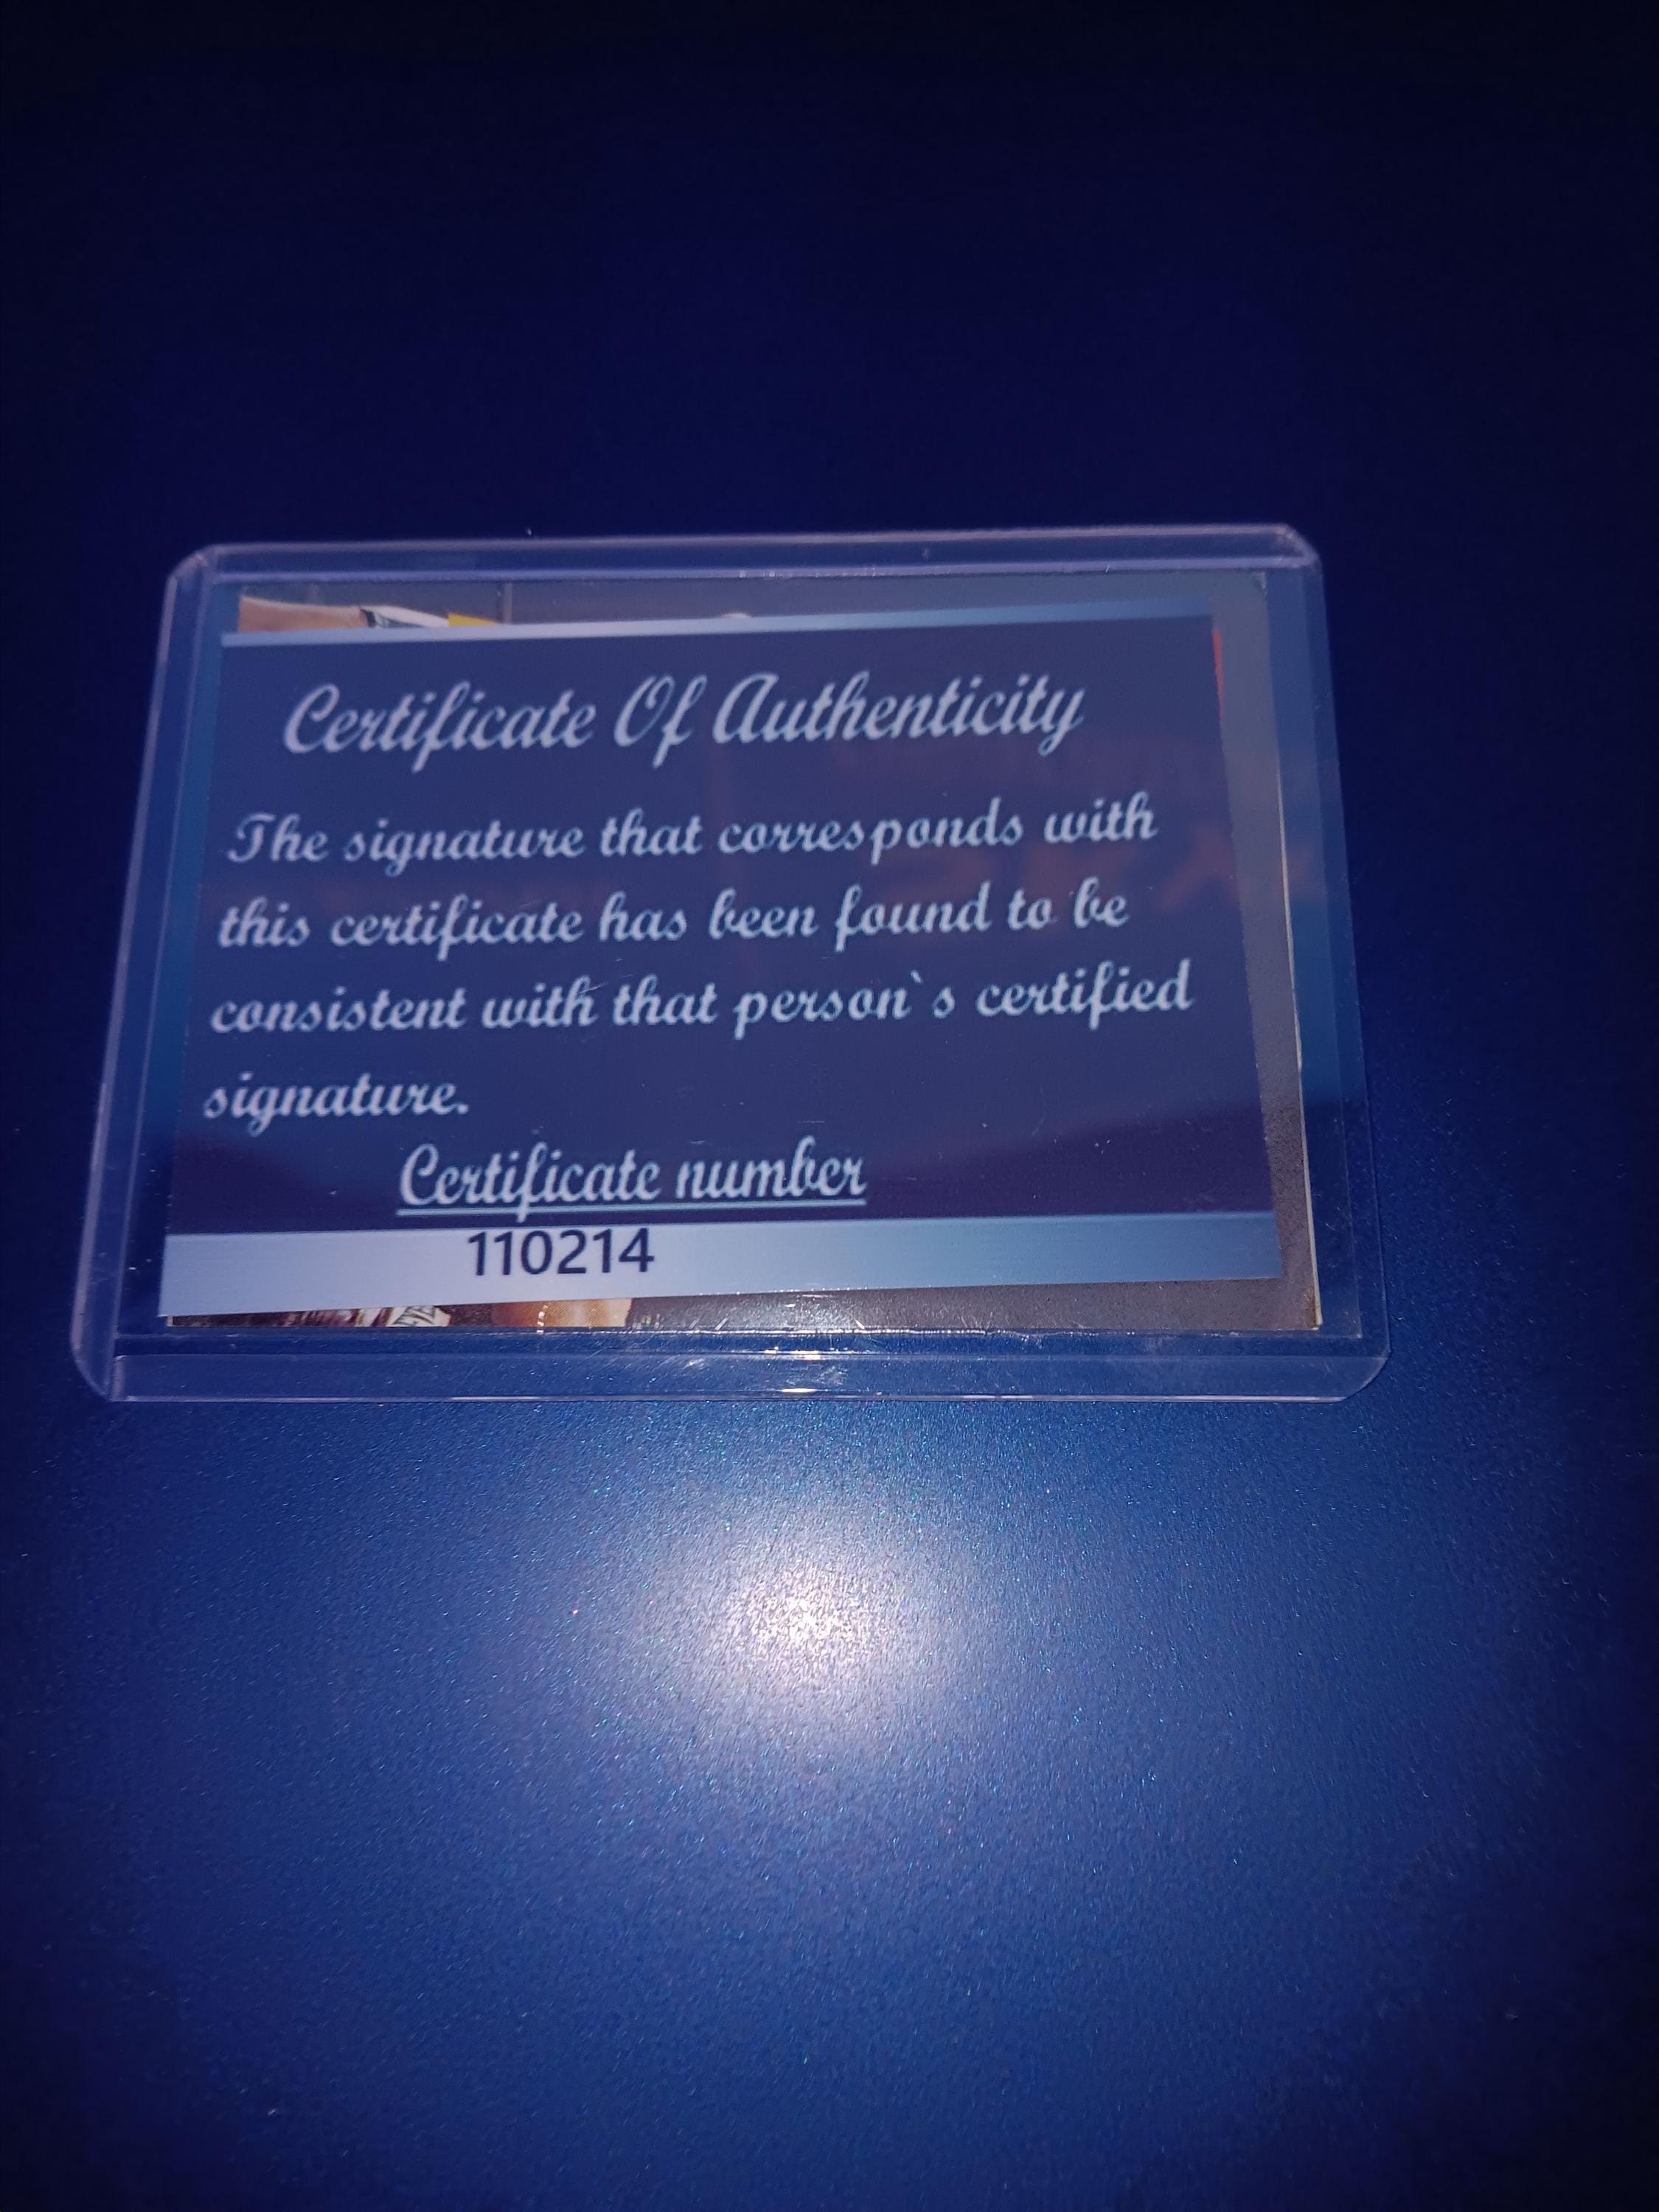 Certificate Of Authenticity
The signature that corresponds with
this certificate has been found to be
consistent with that person`s certified
signature.
Certificate number
110214